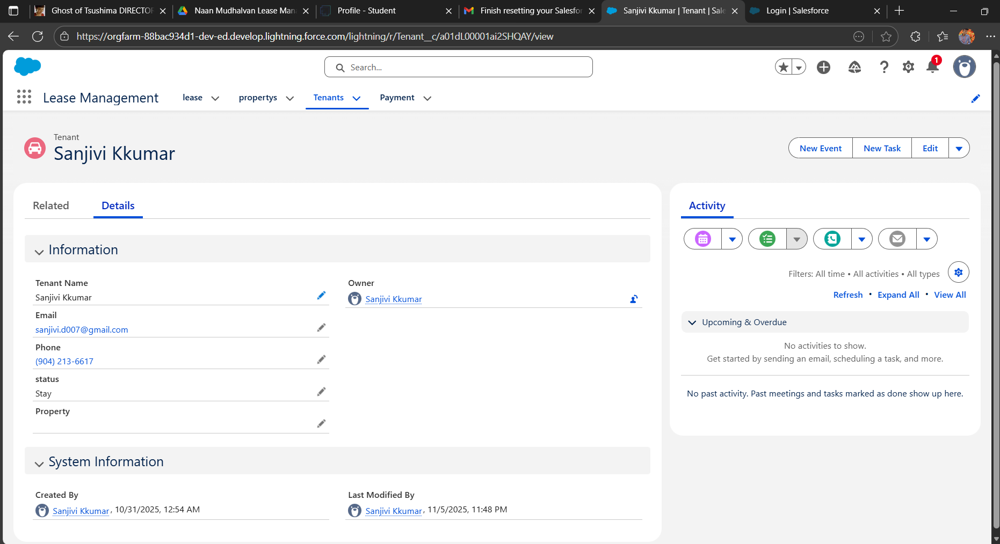 Ghost of Tsushima DIRECTOR
Naan Mudhalvan Lease Man
Profile - Student
Finish resetting your Salesfor
Sanjivi Kkumar | Tenant | Sale
Login | Salesforce
https://orgfarm-88bac934d1-dev-ed.develop.lightning.force.com/lightning/r/Tenant__c/a01dL00001ai2SHQAY/view
Search...
1
Lease Management
lease
propertys
Tenants
Payment
Tenant
Sanjivi Kkumar
New Event
New Task
Edit
Related
Details
Information
Tenant Name
Sanjivi Kkumar
Owner
Sanjivi Kkumar
Email
sanjivi.d007@gmail.com
Phone
(904) 213-6617
status
Stay
Property
System Information
Created By
Sanjivi Kkumar, 10/31/2025, 12:54 AM
Last Modified By
Sanjivi Kkumar, 11/5/2025, 11:48 PM
Activity
Filters: All time • All activities • All types
Refresh • Expand All • View All
Upcoming & Overdue
No activities to show.
Get started by sending an email, scheduling a task, and more.
No past activity. Past meetings and tasks marked as done show up here.